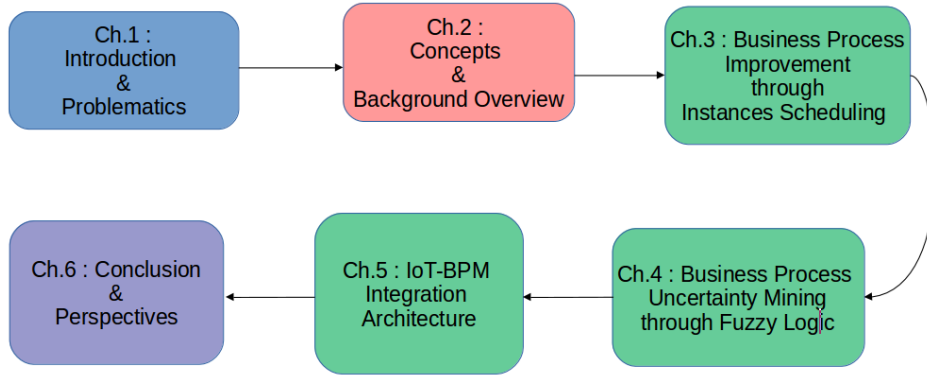 Ch.1 :
Introduction
&
Problematics
Ch.2 :
Concepts
&
Background Overview
Ch.3 : Business Process
Improvement
through
Instances Scheduling
Ch.4 : Business Process
Uncertainty Mining
through Fuzzy Logic
Ch.5 : IoT-BPM
Integration
Architecture
Ch.6 : Conclusion
&
Perspectives